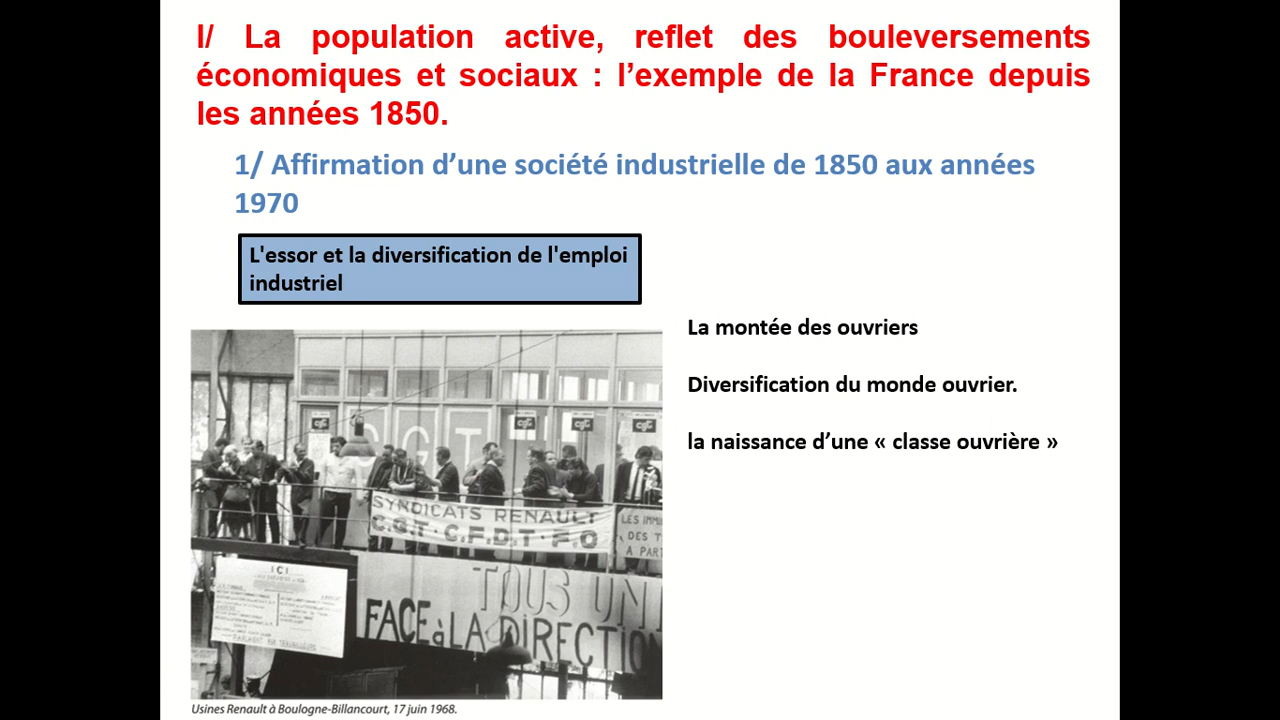 I/ La population active, reflet des bouleversements
économiques et sociaux : l’exemple de la France depuis
les années 1850.
1/ Affirmation d’une société industrielle de 1850 aux années
1970
L'essor et la diversification de l'emploi
industriel
La montée des ouvriers
Diversification du monde ouvrier.
la naissance d’une « classe ouvrière »
CGT
SYNDICATS RENAULT
C.G.T · C.F.D.T · F.O
LES IMM
DES T
A PART
ICI
TOUS UN
FACE à LA DIRECTION
Usines Renault à Boulogne-Billancourt, 17 juin 1968.